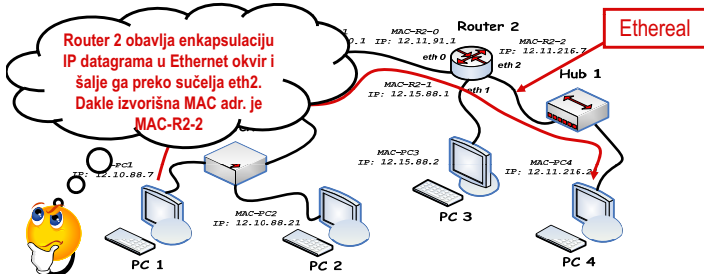 Router 2 obavlja enkapsulaciju
IP datagrama u Ethernet okvir i
šalje ga preko sučelja eth2.
Dakle izvorišna MAC adr. je
MAC-R2-2
0.1
MAC-R2-0
IP: 12.11.91.1
Router 2
eth 0
MAC-R2-2
IP: 12.11.216.7
eth 2
Ethereal
Hub 1
MAC-R2-1
IP: 12.15.88.1
eth 1
-PC1
IP: 12.10.88.7
MAC-PC3
IP: 12.15.88.2
MAC-PC4
IP: 12.11.216.2
MAC-PC2
IP: 12.10.88.21
PC 1
PC 2
PC 3
PC 4